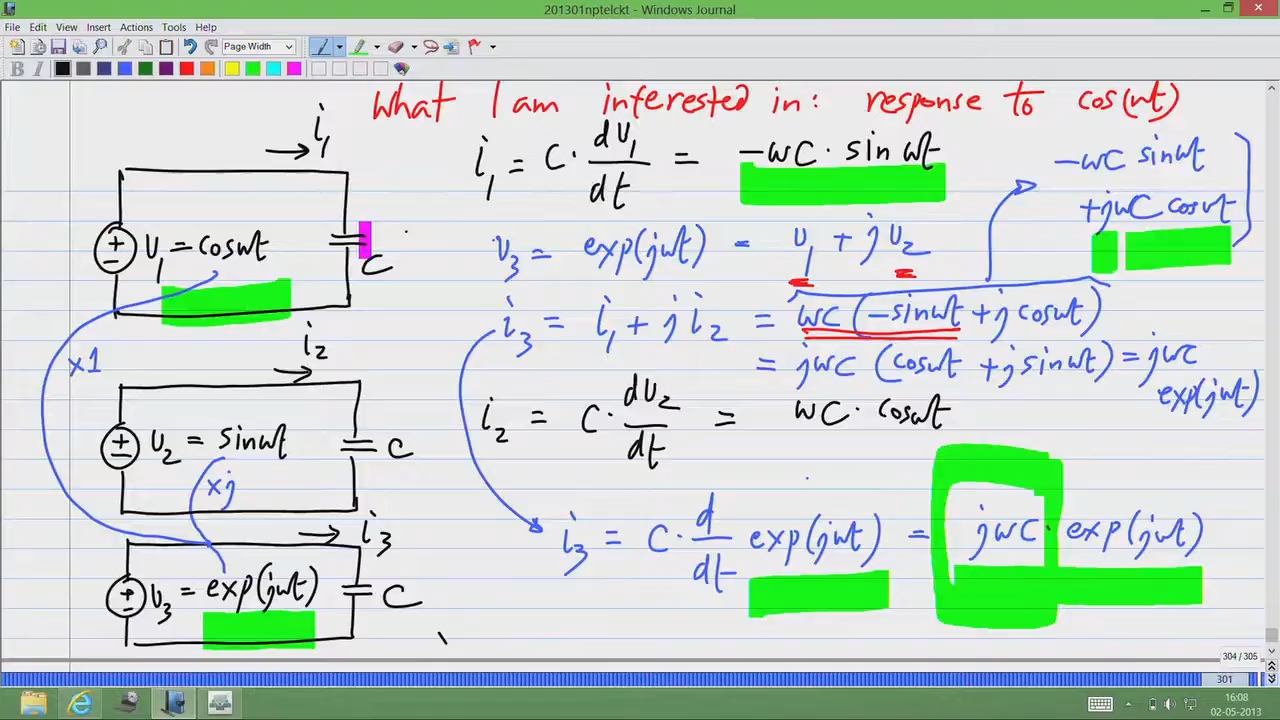 201301nptelckt - Windows Journal
File Edit View Insert Actions Tools Help
Page Width
B I
What I am interested in: response to cos(ωt)
i₁
i₁ = C · dv₁/dt = -ωC · sin ωt
-ωC sin ωt
+jωC cos ωt
v₁ = cos ωt
C
v₃ = exp(jωt) = v₁ + j v₂
i₃ = i₁ + j i₂ = ωC (-sin ωt + j cos ωt)
= jωC (cos ωt + j sin ωt) = jωC
exp(jωt)
x1
i₂
i₂ = C · dv₂/dt = ωC · cos ωt
v₂ = sin ωt
C
xj
i₃
i₃ = C · d/dt exp(jωt) = jωC · exp(jωt)
v₃ = exp(jωt)
C
304 / 305
301
16:08
02-05-2013